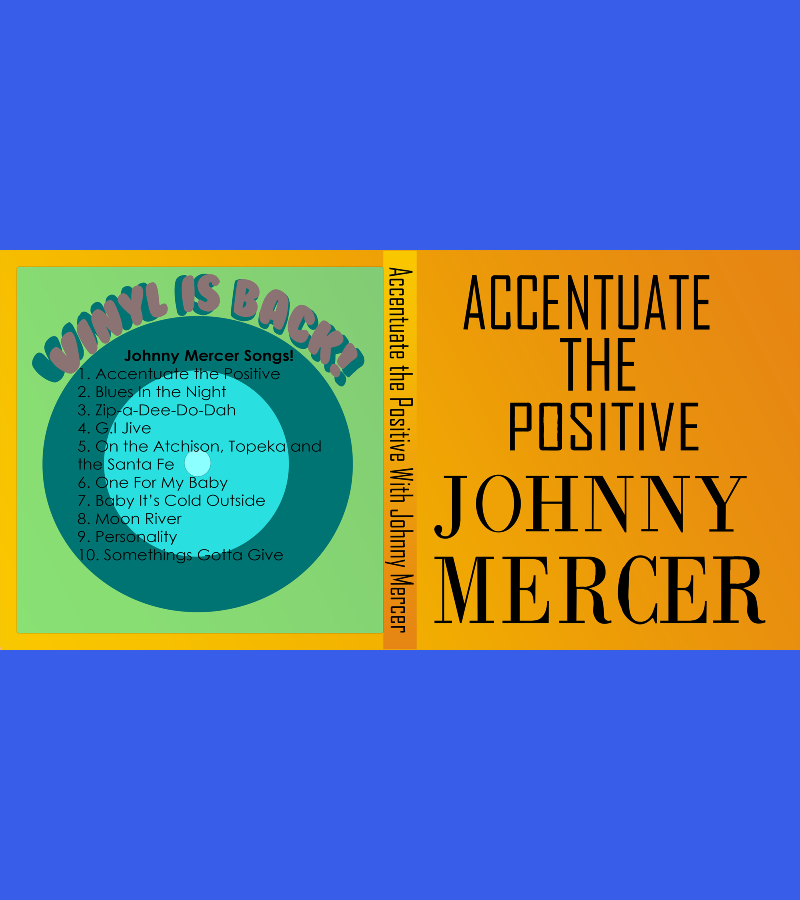 VINYL IS BACK!!
Johnny Mercer Songs!
1. Accentuate the Positive
2. Blues In the Night
3. Zip-a-Dee-Do-Dah
4. G.I Jive
5. On the Atchison, Topeka and
the Santa Fe
6. One For My Baby
7. Baby It's Cold Outside
8. Moon River
9. Personality
10. Somethings Gotta Give
Accentuate the Positive With Johnny Mercer
ACCENTUATE
THE
POSITIVE
JOHNNY
MERCER